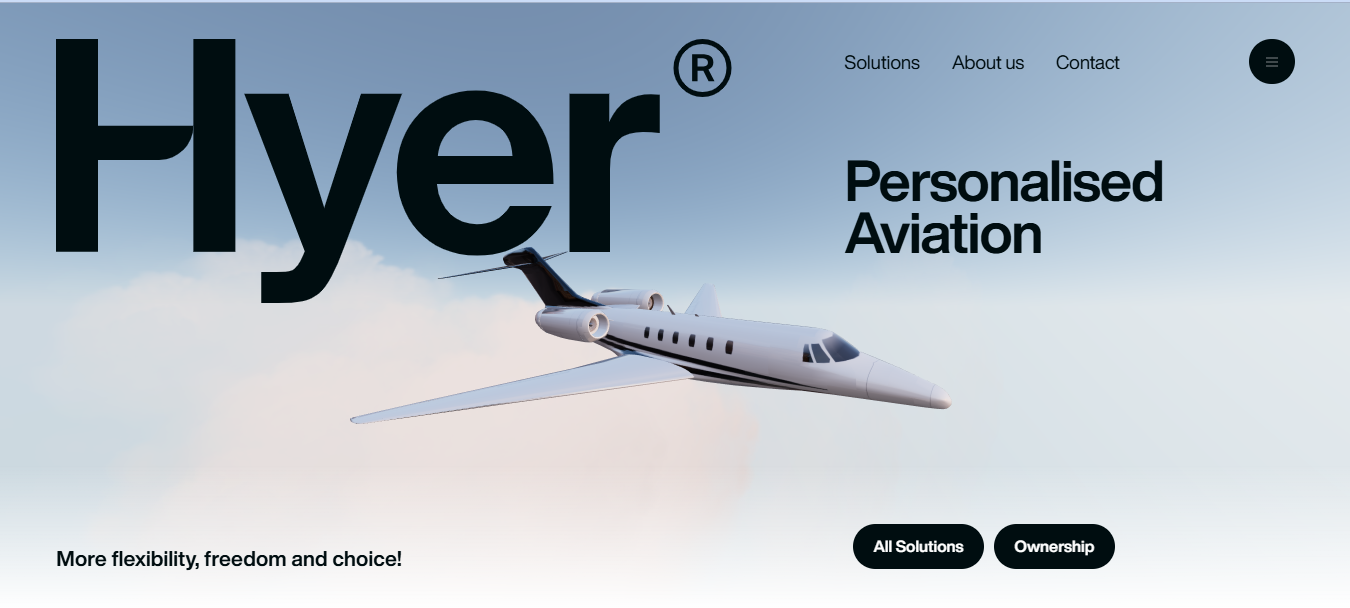 Hyer®
Solutions About us Contact
Personalised
Aviation
More flexibility, freedom and choice!
All Solutions Ownership